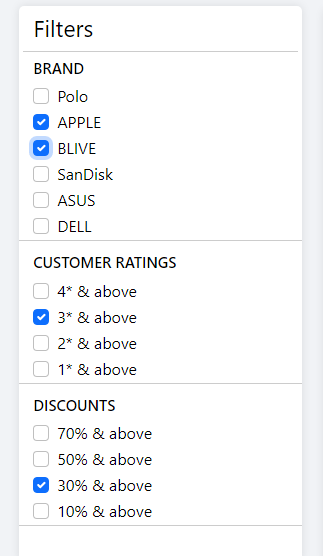 Filters
BRAND
Polo
APPLE
BLIVE
SanDisk
ASUS
DELL
CUSTOMER RATINGS
4* & above
3* & above
2* & above
1* & above
DISCOUNTS
70% & above
50% & above
30% & above
10% & above